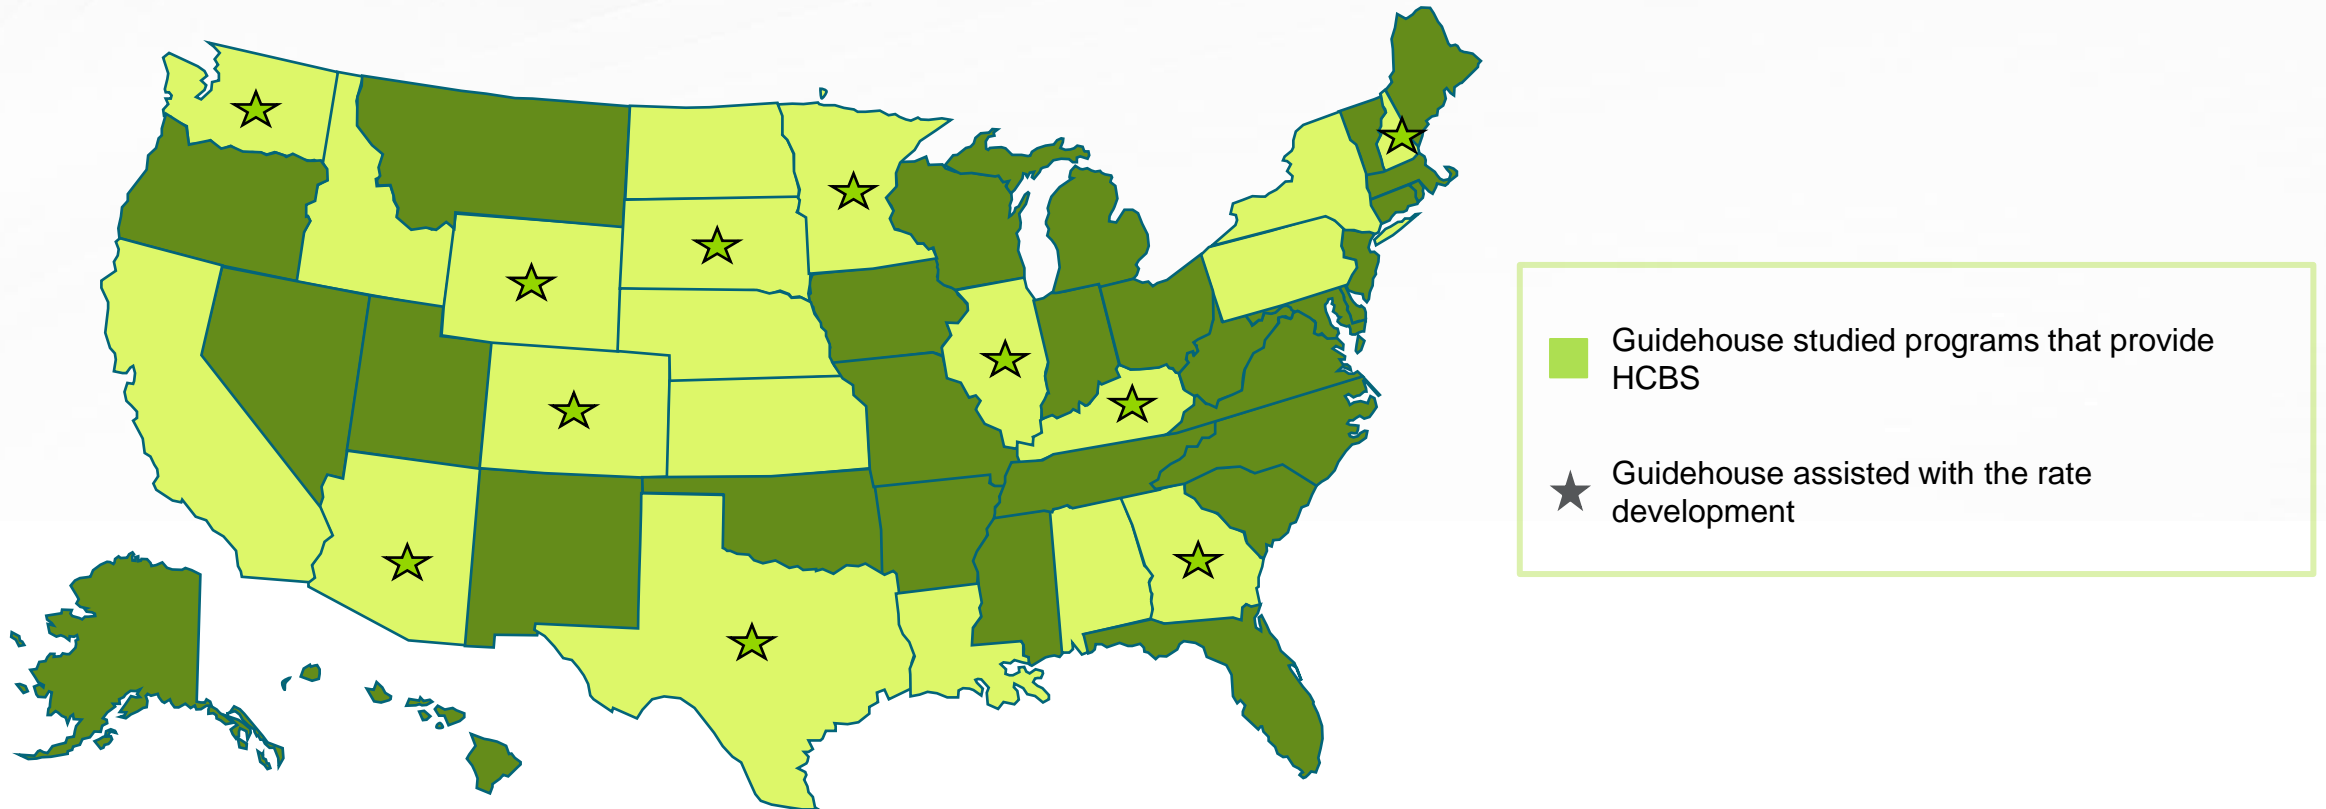 Guidehouse studied programs that provide
HCBS
Guidehouse assisted with the rate
development